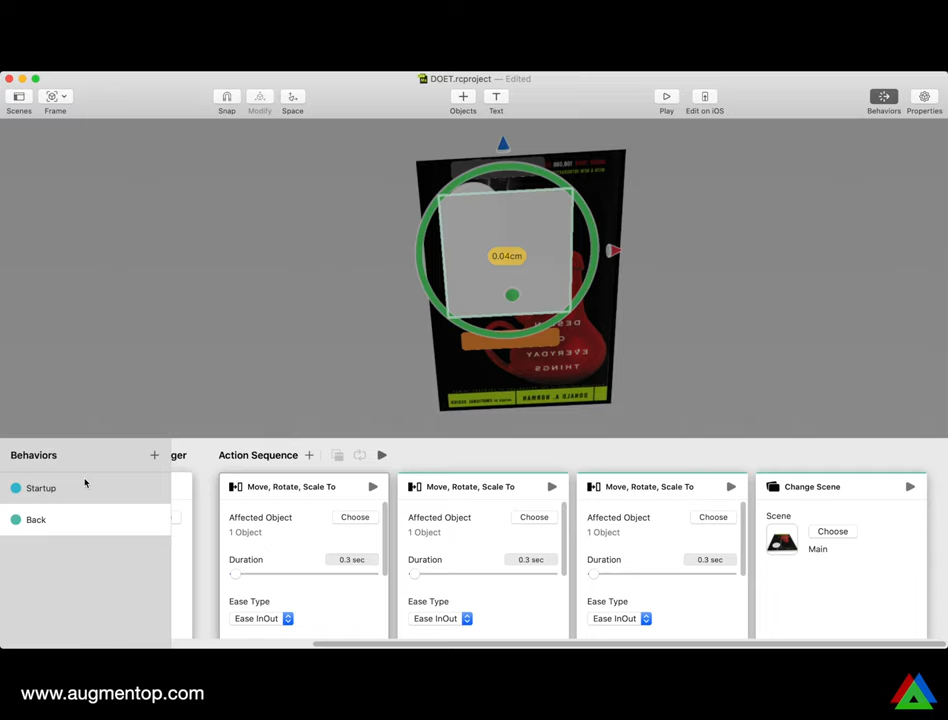 DOET.rcproject — Edited
Scenes
Frame
Snap
Modify
Space
Objects
Text
Play
Edit on iOS
Behaviors
Properties
0.04cm
EVERYDAY
THINGS
DONALD A. NORMAN
Behaviors
Startup
Back
gger
Action Sequence
Move, Rotate, Scale To
Affected Object
Choose
1 Object
Duration
0.3 sec
Ease Type
Ease InOut
Move, Rotate, Scale To
Affected Object
Choose
1 Object
Duration
0.3 sec
Ease Type
Ease InOut
Move, Rotate, Scale To
Affected Object
Choose
1 Object
Duration
0.3 sec
Ease Type
Ease InOut
Change Scene
Scene
Choose
Main
www.augmentop.com